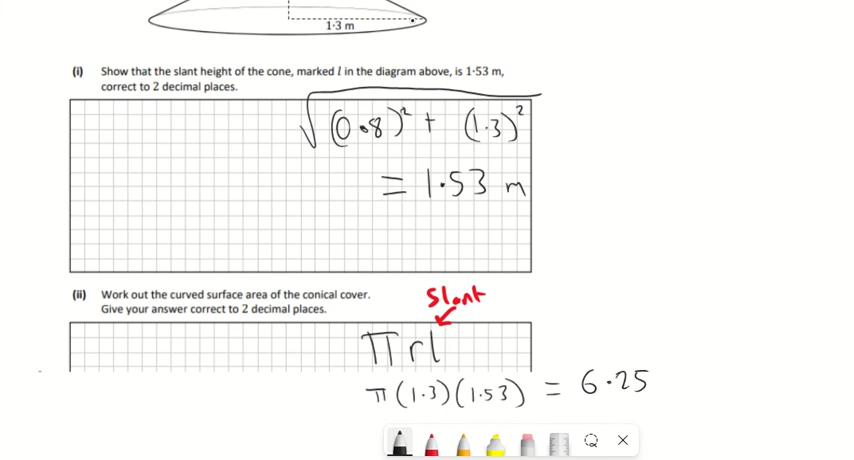 1·3 m
(i) Show that the slant height of the cone, marked l in the diagram above, is 1·53 m,
correct to 2 decimal places.
√(0.8)² + (1.3)²
= 1.53 m
(ii) Work out the curved surface area of the conical cover.
Give your answer correct to 2 decimal places.
Slant
πrl
π(1.3)(1.53) = 6.25